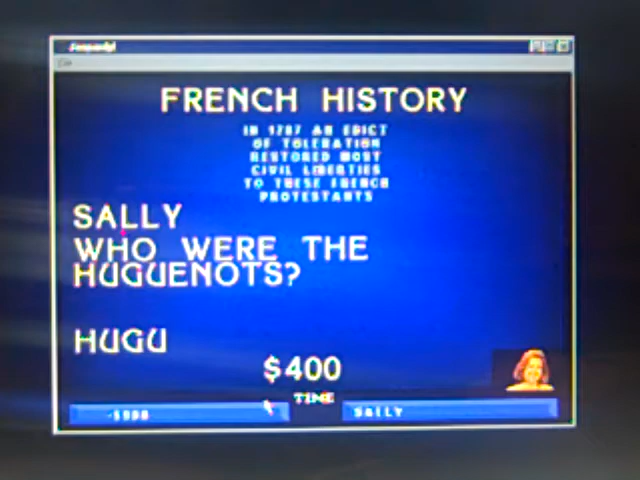 Jeopardy!
FRENCH HISTORY
IN 1787 AN EDICT
OF TOLERATION
RESTORED MOST
CIVIL LIBERTIES
TO THESE FRENCH
PROTESTANTS
SALLY
WHO WERE THE
HUGUENOTS?
HUGU
$400
TIME
SALLY